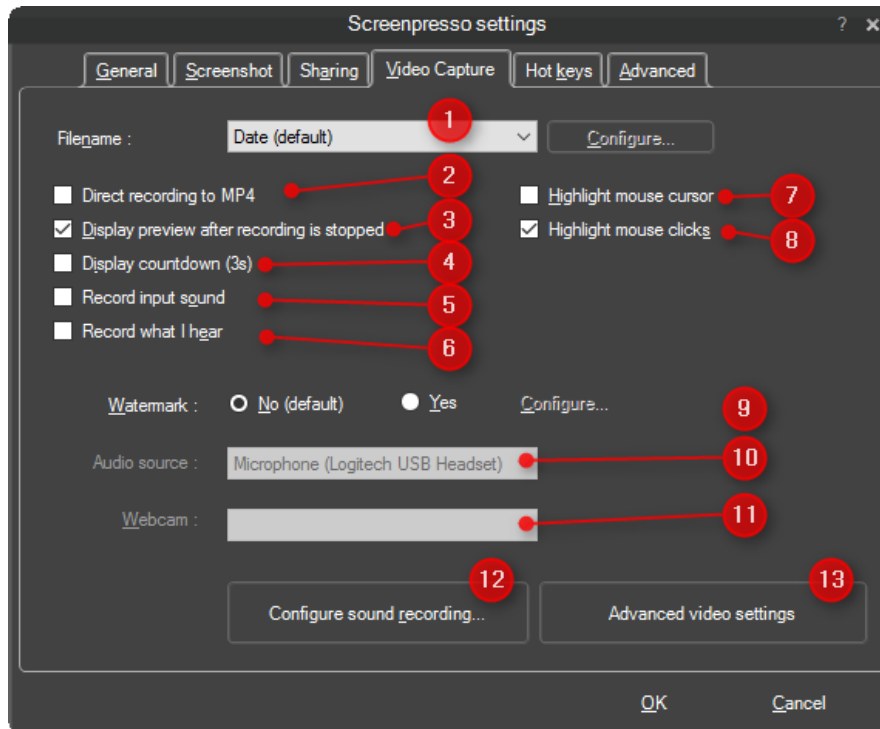 Screenpresso settings ? ×
General Screenshot Sharing Video Capture Hot keys Advanced
1
Filename : Date (default) Configure...
2
Direct recording to MP4 Highlight mouse cursor 7
3
Display preview after recording is stopped Highlight mouse clicks 8
Display countdown (3s) 4
Record input sound 5
Record what I hear 6
Watermark : No (default) Yes Configure... 9
Audio source : Microphone (Logitech USB Headset) 10
Webcam : 11
12 13
Configure sound recording... Advanced video settings
OK Cancel